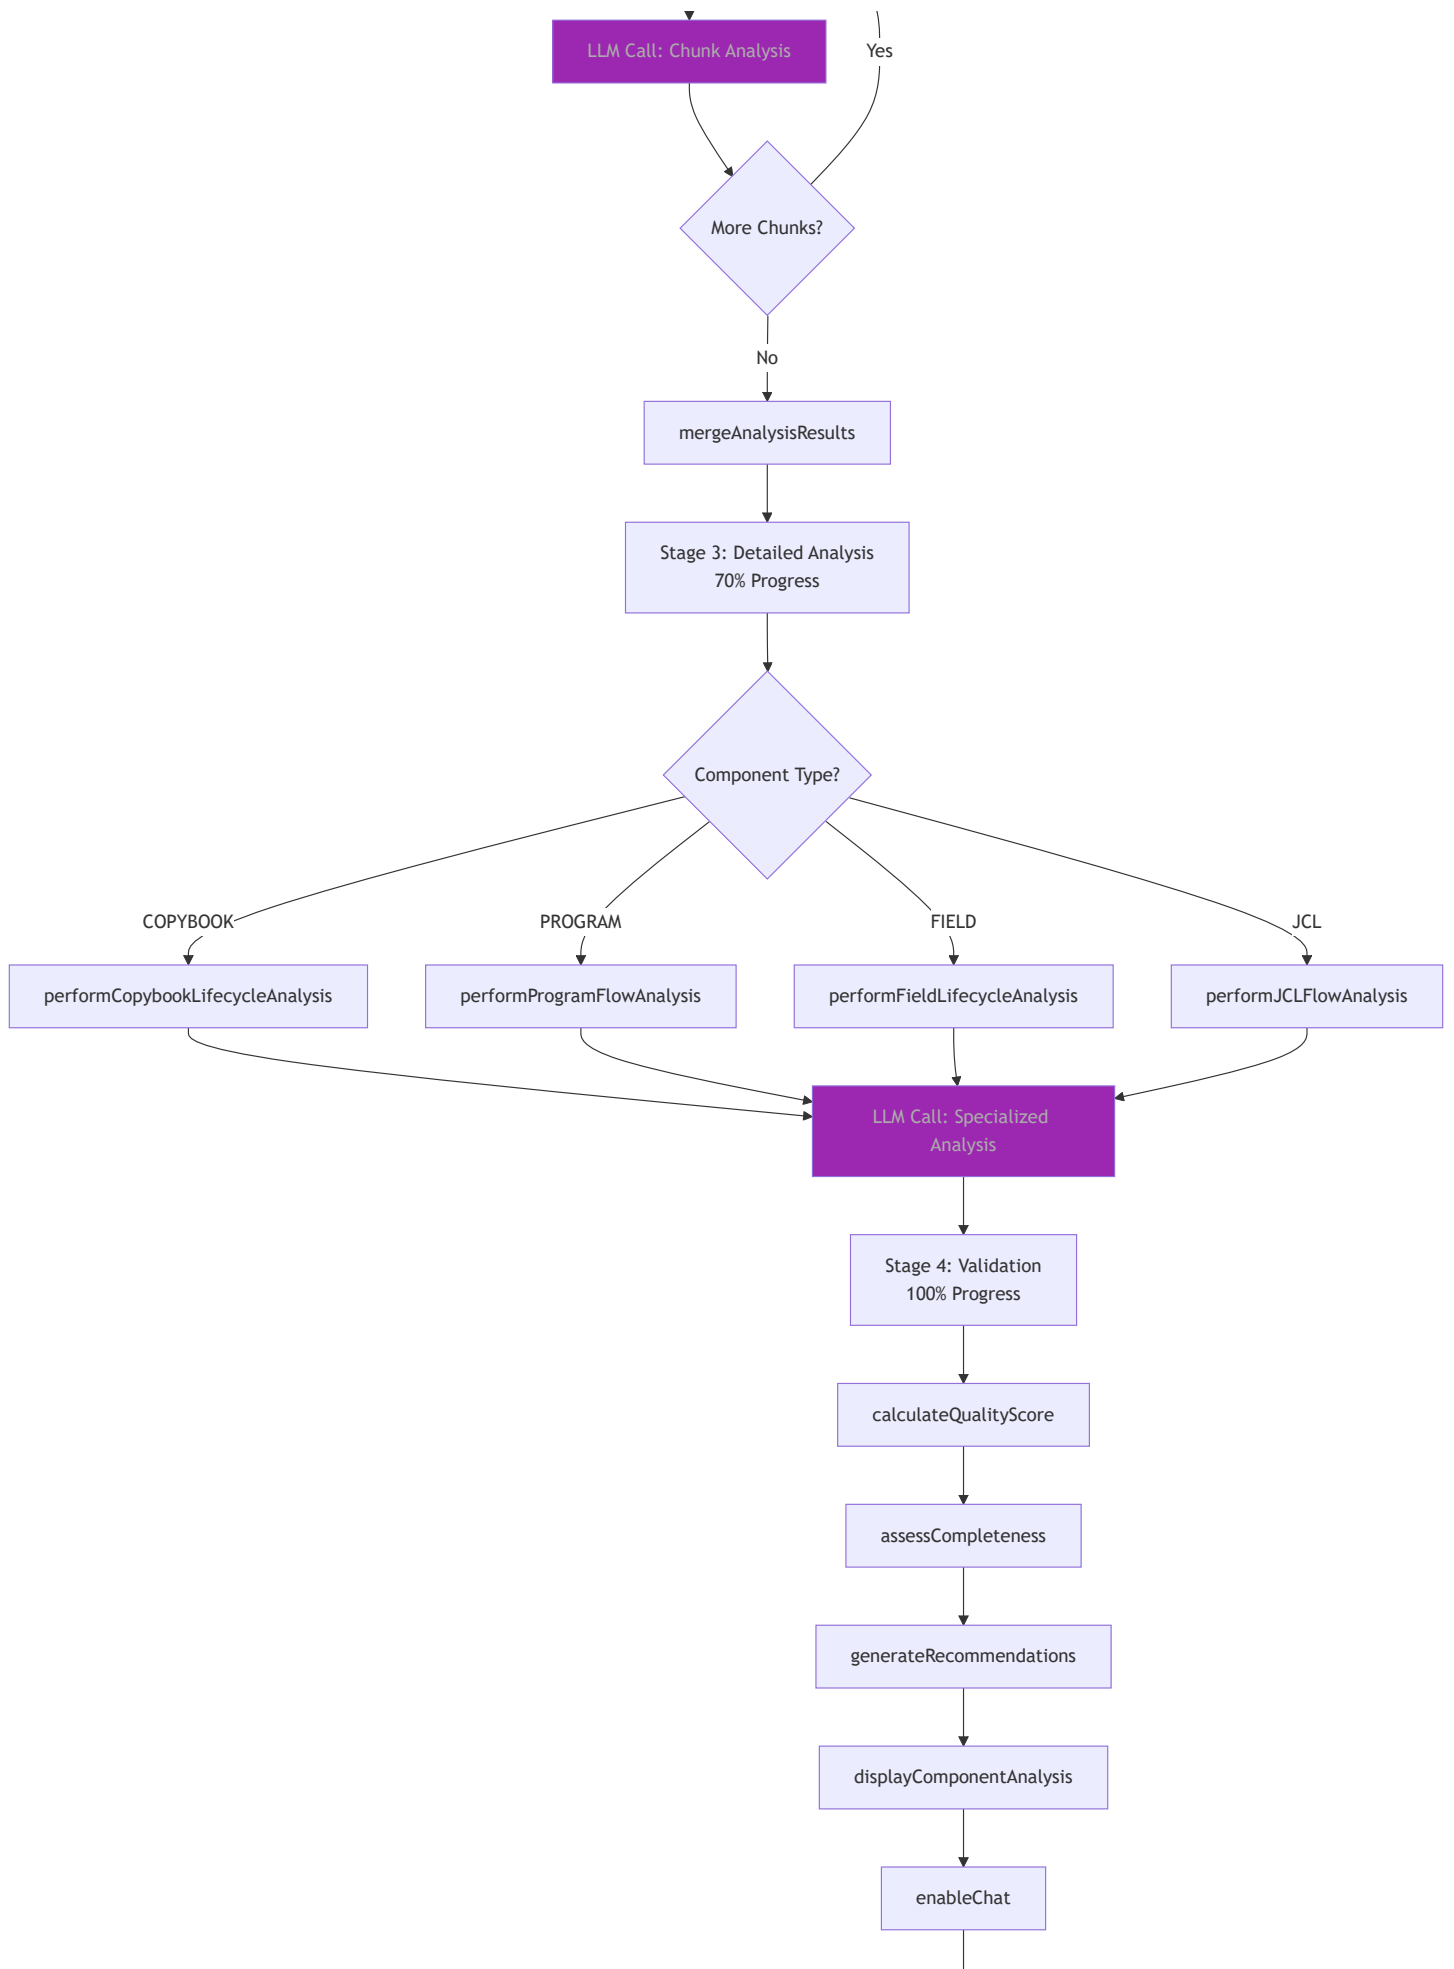 LLM Call: Chunk Analysis
Yes
More Chunks?
No
mergeAnalysisResults
Stage 3: Detailed Analysis
70% Progress
Component Type?
COPYBOOK
PROGRAM
FIELD
JCL
performCopybookLifecycleAnalysis
performProgramFlowAnalysis
performFieldLifecycleAnalysis
performJCLFlowAnalysis
LLM Call: Specialized
Analysis
Stage 4: Validation
100% Progress
calculateQualityScore
assessCompleteness
generateRecommendations
displayComponentAnalysis
enableChat